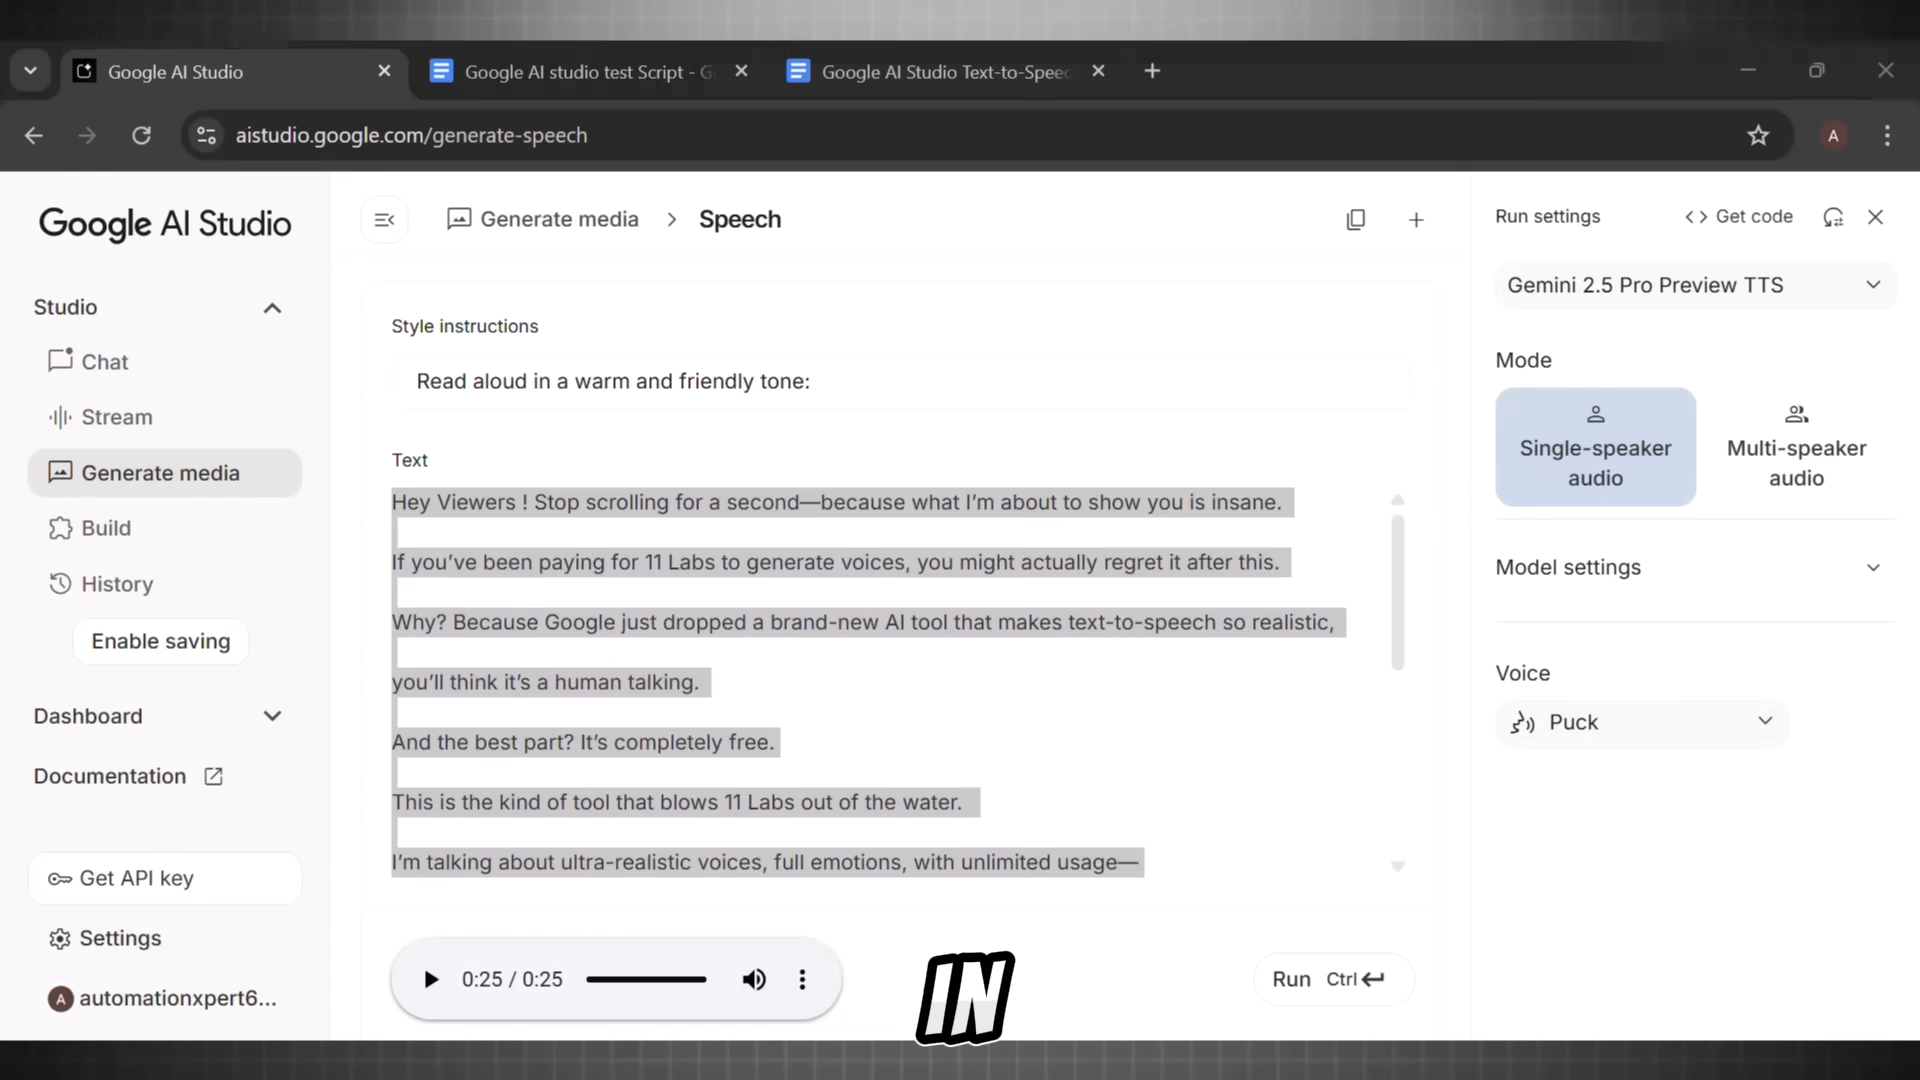 Google AI Studio
Google AI studio test Script - G
Google AI Studio Text-to-Speec
aistudio.google.com/generate-speech
A
Google AI Studio
Studio
Chat
Stream
Generate media
Build
History
Enable saving
Dashboard
Documentation
Get API key
Settings
A automationxpert6...
Generate media > Speech
Style instructions
Read aloud in a warm and friendly tone:
Text
Hey Viewers ! Stop scrolling for a second—because what I’m about to show you is insane.
If you’ve been paying for 11 Labs to generate voices, you might actually regret it after this.
Why? Because Google just dropped a brand-new AI tool that makes text-to-speech so realistic,
you’ll think it’s a human talking.
And the best part? It’s completely free.
This is the kind of tool that blows 11 Labs out of the water.
I’m talking about ultra-realistic voices, full emotions, with unlimited usage—
0:25 / 0:25
IN
Run Ctrl
Run settings
<> Get code
Gemini 2.5 Pro Preview TTS
Mode
Single-speaker
audio
Multi-speaker
audio
Model settings
Voice
Puck